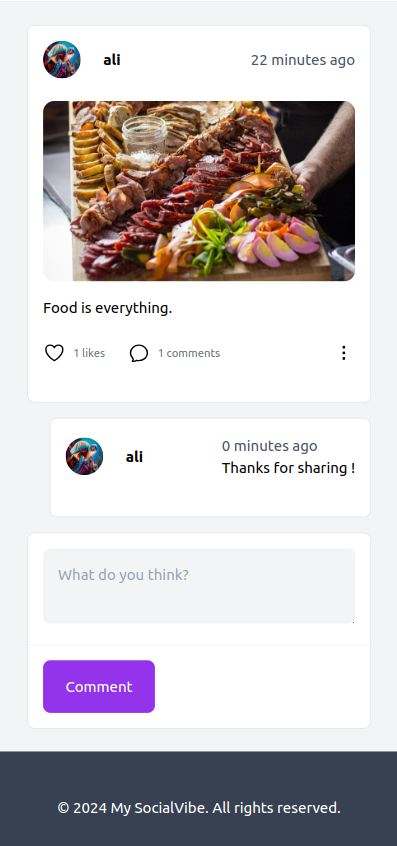 ali
22 minutes ago
Food is everything.
1 likes
1 comments
ali
0 minutes ago
Thanks for sharing !
What do you think?
Comment
© 2024 My SocialVibe. All rights reserved.